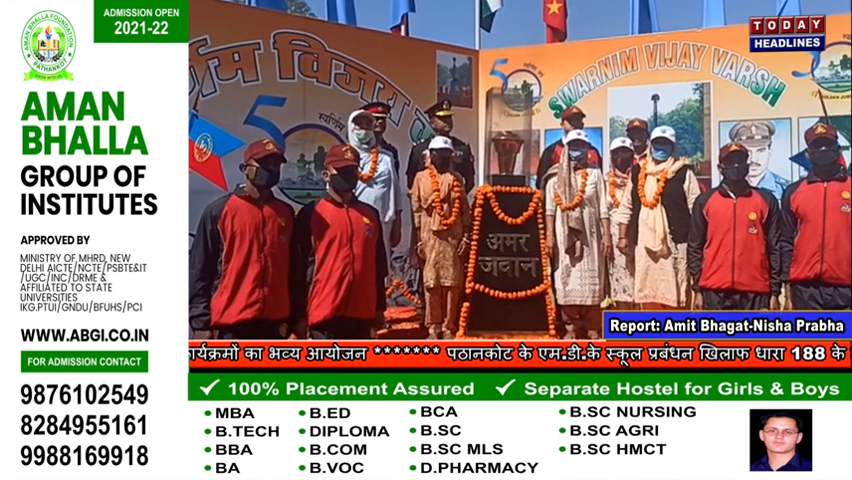 AMAN BHALLA FOUNDATION
PATHANKOT
ADMISSION OPEN
2021-22
TODAY
HEADLINES
AMAN
BHALLA
GROUP OF
INSTITUTES
APPROVED BY
MINISTRY OF MHRD, NEW
DELHI AICTE/NCTE/PSBTE&IT
/UGC/INC/DRME &
AFFILIATED TO STATE
UNIVERSITIES
IKG.PTUI/GNDU/BFUHS/PCI
WWW.ABGI.CO.IN
FOR ADMISSION CONTACT
9876102549
8284955161
9988169918
विजय
50
स्वर्णिम
SWARNIM VIJAY VARSH
अमर
जवान
Report: Amit Bhagat-Nisha Prabha
कार्यक्रमों का भव्य आयोजन ******* पठानकोट के एम.डी.के स्कूल प्रबंधन खिलाफ धारा 188 के
100% Placement Assured Separate Hostel for Girls & Boys
• MBA • B.ED • BCA • B.SC NURSING
• B.TECH • DIPLOMA • B.SC • B.SC AGRI
• BBA • B.COM • B.SC MLS • B.SC HMCT
• BA • B.VOC • D.PHARMACY